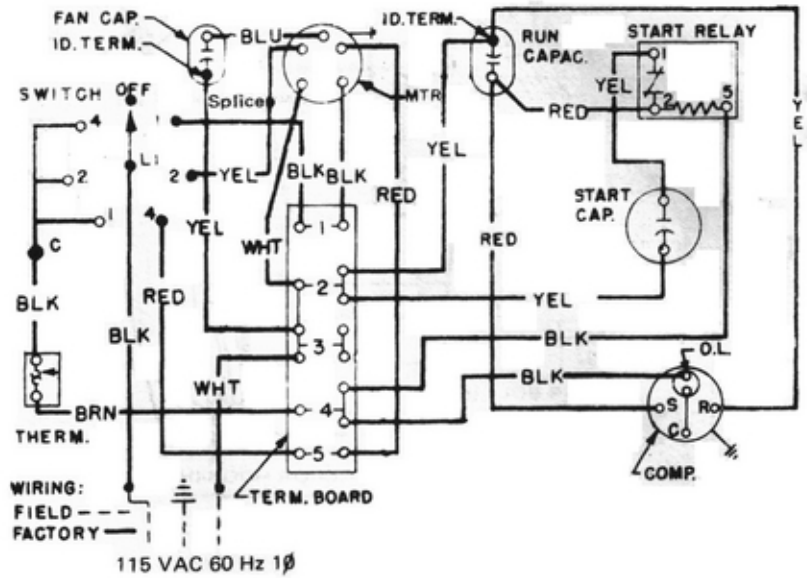 FAN CAP.
ID. TERM.
BLU
ID. TERM.
RUN
CAPAC.
START RELAY
1
2
5
YEL
RED
YEL
SWITCH OFF
4
2
1
C
L1
1
2
4
Splice
MTR
YEL
YEL
BLK
BLK
RED
YEL
RED
START
CAP.
WHT
YEL
BLK
BLK
BLK
RED
BLK
WHT
BRN
THERM.
1
2
3
4
5
O.L.
S
R
C
COMP.
TERM. BOARD
WIRING:
FIELD
FACTORY
115 VAC 60 Hz 1Ø